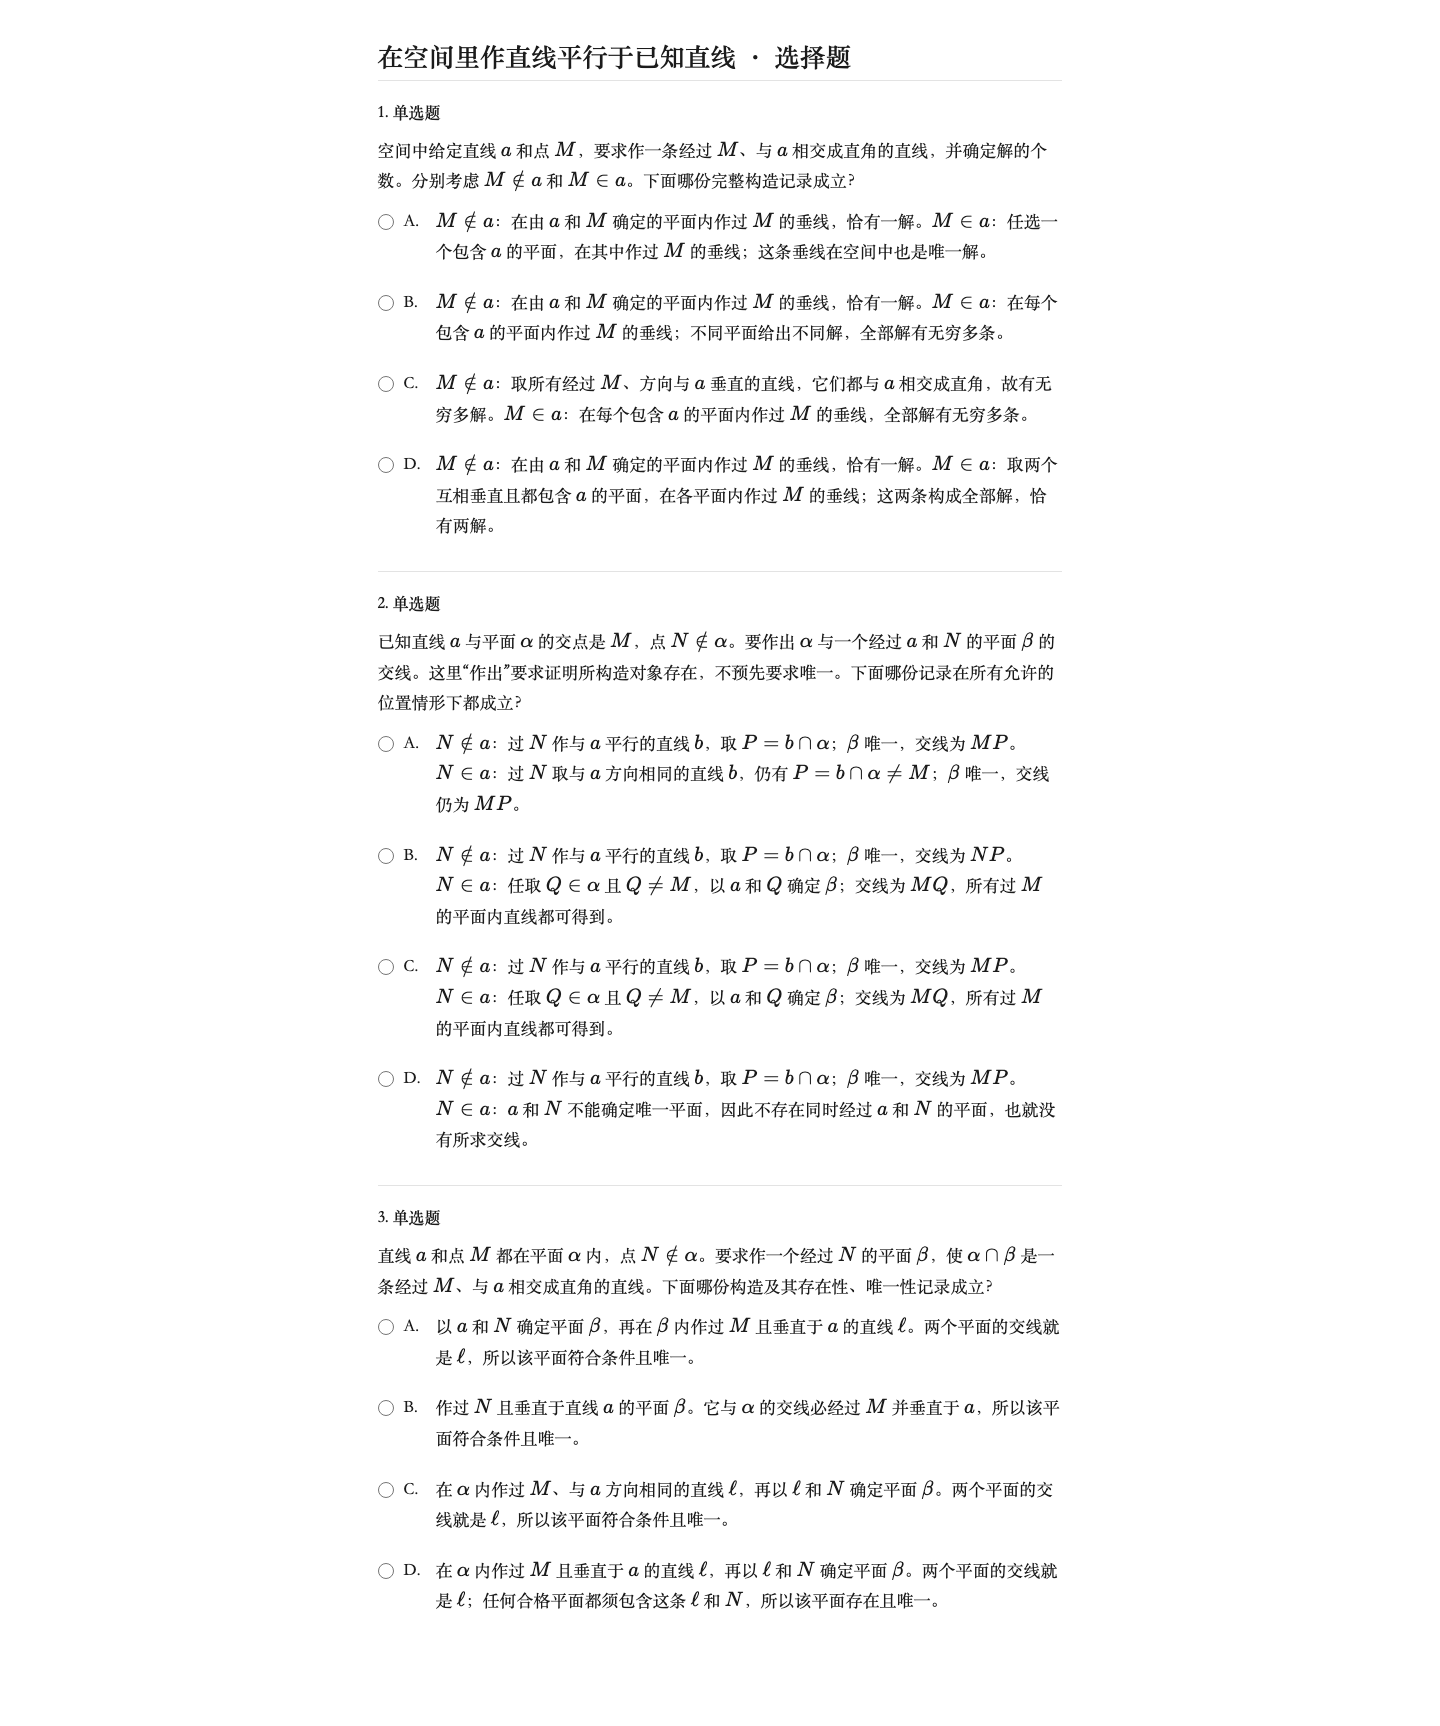 在空间里作直线平行于已知直线 · 选择题
1. 单选题
空间中给定直线 a 和点 M，要求作一条经过 M、与 a 相交成直角的直线，并确定解的个
数。分别考虑 M ∉ a 和 M ∈ a。下面哪份完整构造记录成立？
A. M ∉ a：在由 a 和 M 确定的平面内作过 M 的垂线，恰有一解。M ∈ a：任选一
个包含 a 的平面，在其中作过 M 的垂线；这条垂线在空间中也是唯一解。
B. M ∉ a：在由 a 和 M 确定的平面内作过 M 的垂线，恰有一解。M ∈ a：在每个
包含 a 的平面内作过 M 的垂线；不同平面给出不同解，全部解有无穷多条。
C. M ∉ a：取所有经过 M、方向与 a 垂直的直线，它们都与 a 相交成直角，故有无
穷多解。M ∈ a：在每个包含 a 的平面内作过 M 的垂线，全部解有无穷多条。
D. M ∉ a：在由 a 和 M 确定的平面内作过 M 的垂线，恰有一解。M ∈ a：取两个
互相垂直且都包含 a 的平面，在各平面内作过 M 的垂线；这两条构成全部解，恰
有两解。
2. 单选题
已知直线 a 与平面 α 的交点是 M，点 N ∉ α。要作出 α 与一个经过 a 和 N 的平面 β 的
交线。这里“作出”要求证明所构造对象存在，不预先要求唯一。下面哪份记录在所有允许的
位置情形下都成立？
A. N ∉ a：过 N 作与 a 平行的直线 b，取 P = b ∩ α；β 唯一，交线为 MP。
N ∈ a：过 N 取与 a 方向相同的直线 b，仍有 P = b ∩ α ≠ M；β 唯一，交线
仍为 MP。
B. N ∉ a：过 N 作与 a 平行的直线 b，取 P = b ∩ α；β 唯一，交线为 NP。
N ∈ a：任取 Q ∈ α 且 Q ≠ M，以 a 和 Q 确定 β；交线为 MQ，所有过 M
的平面内直线都可得到。
C. N ∉ a：过 N 作与 a 平行的直线 b，取 P = b ∩ α；β 唯一，交线为 MP。
N ∈ a：任取 Q ∈ α 且 Q ≠ M，以 a 和 Q 确定 β；交线为 MQ，所有过 M
的平面内直线都可得到。
D. N ∉ a：过 N 作与 a 平行的直线 b，取 P = b ∩ α；β 唯一，交线为 MP。
N ∈ a：a 和 N 不能确定唯一平面，因此不存在同时经过 a 和 N 的平面，也就没
有所求交线。
3. 单选题
直线 a 和点 M 都在平面 α 内，点 N ∉ α。要求作一个经过 N 的平面 β，使 α ∩ β 是一
条经过 M、与 a 相交成直角的直线。下面哪份构造及其存在性、唯一性记录成立？
A. 以 a 和 N 确定平面 β，再在 β 内作过 M 且垂直于 a 的直线 ℓ。两个平面的交线就
是 ℓ，所以该平面符合条件且唯一。
B. 作过 N 且垂直于直线 a 的平面 β。它与 α 的交线必经过 M 并垂直于 a，所以该平
面符合条件且唯一。
C. 在 α 内作过 M、与 a 方向相同的直线 ℓ，再以 ℓ 和 N 确定平面 β。两个平面的交
线就是 ℓ，所以该平面符合条件且唯一。
D. 在 α 内作过 M 且垂直于 a 的直线 ℓ，再以 ℓ 和 N 确定平面 β。两个平面的交线就
是 ℓ；任何合格平面都须包含这条 ℓ 和 N，所以该平面存在且唯一。